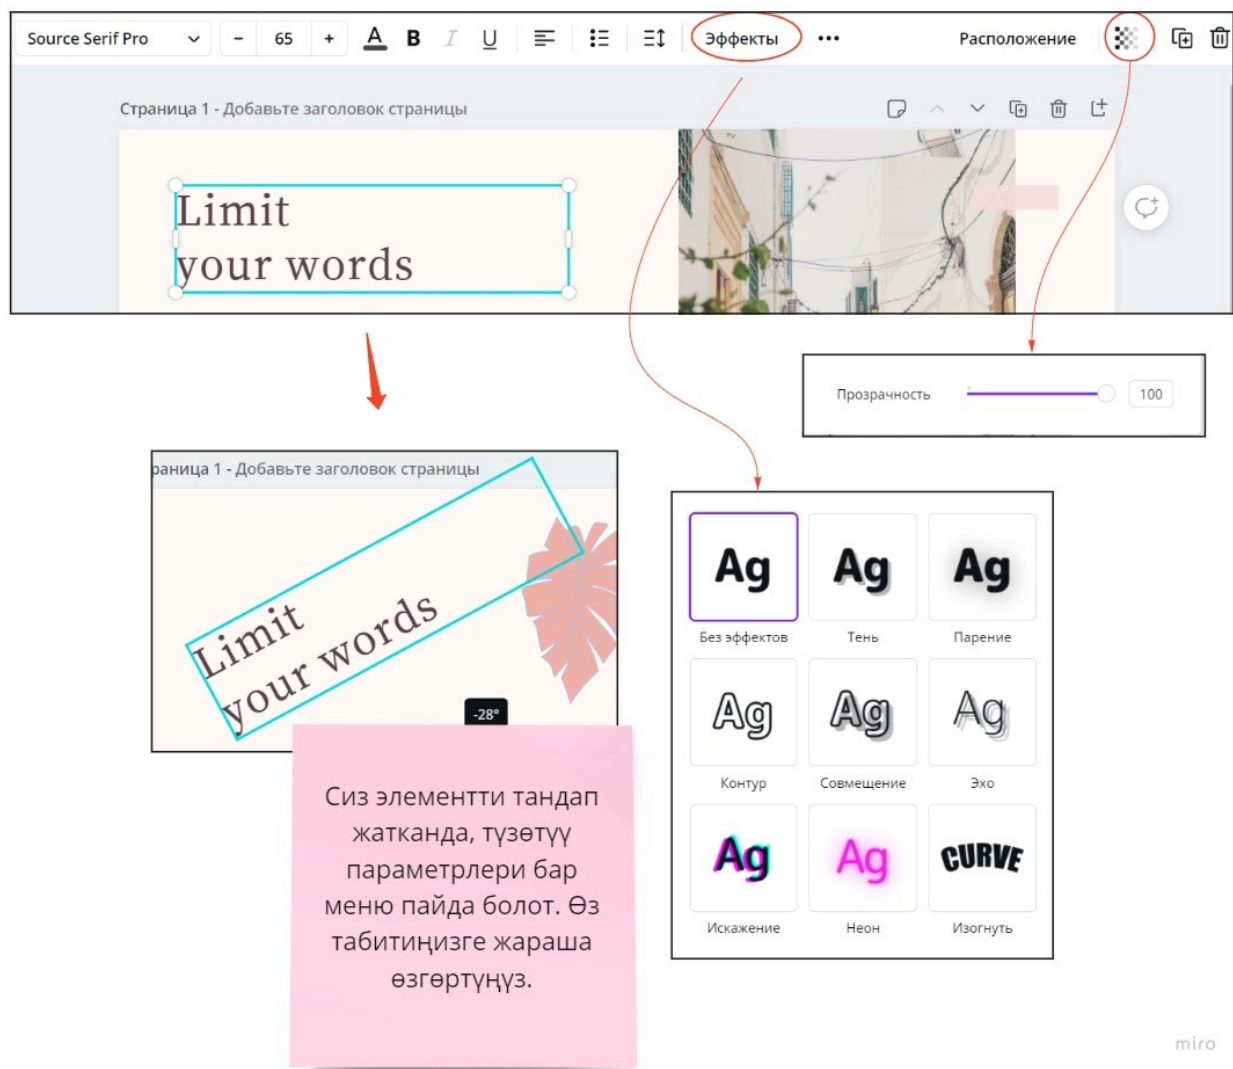 Source Serif Pro - 65 + A B I U Эффекты ••• Расположение
Страница 1 - Добавьте заголовок страницы
Limit
your words
Прозрачность 100
раница 1 - Добавьте заголовок страницы
Limit
your words
-28°
Сиз элементти тандап
жатканда, түзөтүү
параметрлери бар
меню пайда болот. Өз
табитиңизге жараша
өзгөртүңүз.
Ag Ag Ag
Без эффектов Тень Парение
Ag Ag Ag
Контур Совмещение Эхо
Ag Ag CURVE
Искажение Неон Изогнуть
miro